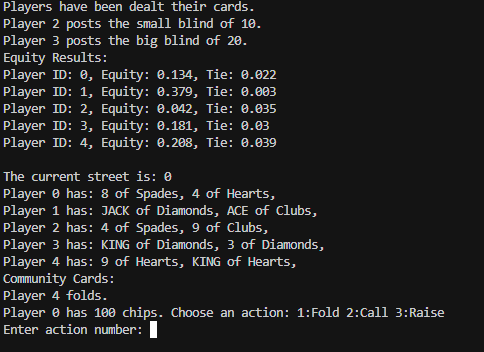 Players have been dealt their cards.
Player 2 posts the small blind of 10.
Player 3 posts the big blind of 20.
Equity Results:
Player ID: 0, Equity: 0.134, Tie: 0.022
Player ID: 1, Equity: 0.379, Tie: 0.003
Player ID: 2, Equity: 0.042, Tie: 0.035
Player ID: 3, Equity: 0.181, Tie: 0.03
Player ID: 4, Equity: 0.208, Tie: 0.039
The current street is: 0
Player 0 has: 8 of Spades, 4 of Hearts,
Player 1 has: JACK of Diamonds, ACE of Clubs,
Player 2 has: 4 of Spades, 9 of Clubs,
Player 3 has: KING of Diamonds, 3 of Diamonds,
Player 4 has: 9 of Hearts, KING of Hearts,
Community Cards:
Player 4 folds.
Player 0 has 100 chips. Choose an action: 1:Fold 2:Call 3:Raise
Enter action number: